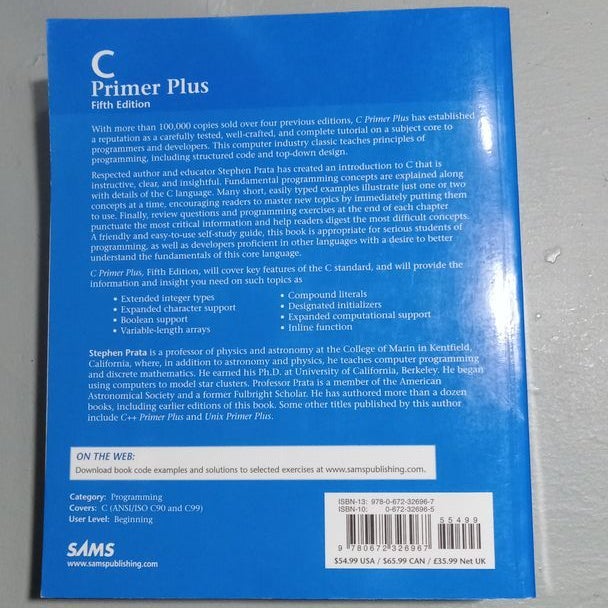 C
Primer Plus
Fifth Edition
With more than 100,000 copies sold over four previous editions, C Primer Plus has established
a reputation as a carefully tested, well-crafted, and complete tutorial on a subject core to
programmers and developers. This computer industry classic teaches principles of
programming, including structured code and top-down design.
Respected author and educator Stephen Prata has created an introduction to C that is
instructive, clear, and insightful. Fundamental programming concepts are explained along
with details of the C language. Many short, easily typed examples illustrate just one or two
concepts at a time, encouraging readers to master new topics by immediately putting them
to use. Finally, review questions and programming exercises at the end of each chapter
punctuate the most critical information and help readers digest the most difficult concepts.
A friendly and easy-to-use self-study guide, this book is appropriate for serious students of
programming, as well as developers proficient in other languages with a desire to better
understand the fundamentals of this core language.
C Primer Plus, Fifth Edition, will cover key features of the C standard, and will provide the
information and insight you need on such topics as
• Extended integer types
• Expanded character support
• Boolean support
• Variable-length arrays
• Compound literals
• Designated initializers
• Expanded computational support
• Inline function
Stephen Prata is a professor of physics and astronomy at the College of Marin in Kentfield,
California, where, in addition to astronomy and physics, he teaches computer programming
and discrete mathematics. He earned his Ph.D. at University of California, Berkeley. He began
using computers to model star clusters. Professor Prata is a member of the American
Astronomical Society and a former Fulbright Scholar. He has authored more than a dozen
books, including earlier editions of this book. Some other titles published by this author
include C++ Primer Plus and Unix Primer Plus.
ON THE WEB:
Download book code examples and solutions to selected exercises at www.samspublishing.com.
Category: Programming
Covers: C (ANSI/ISO C90 and C99)
User Level: Beginning
SAMS
www.samspublishing.com
ISBN-13: 978-0-672-32696-7
ISBN-10: 0-672-32696-5
55499
9 780672 326967
$54.99 USA / $65.99 CAN / £35.99 Net UK